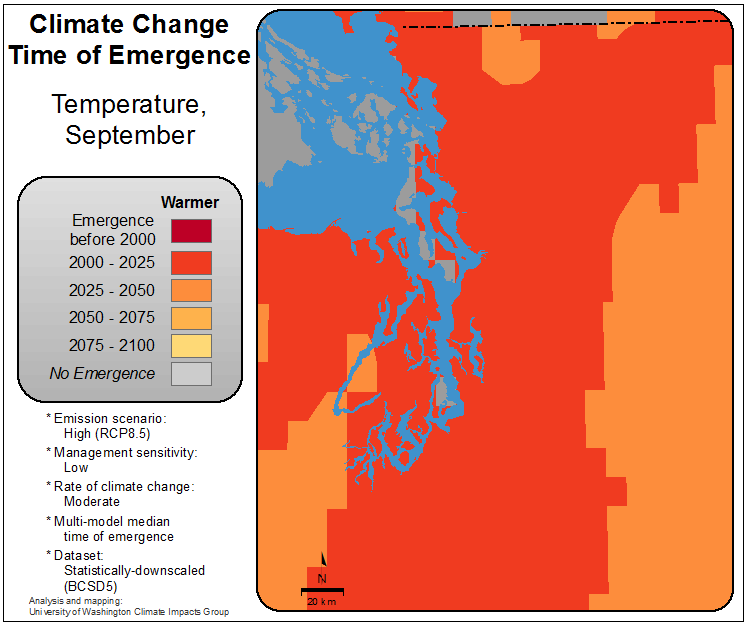 Climate Change
Time of Emergence
Temperature,
September
Warmer
Emergence
before 2000
2000 - 2025
2025 - 2050
2050 - 2075
2075 - 2100
No Emergence
* Emission scenario:
High (RCP8.5)
* Management sensitivity:
Low
* Rate of climate change:
Moderate
* Multi-model median
time of emergence
* Dataset:
Statistically-downscaled
(BCSD5)
Analysis and mapping:
University of Washington Climate Impacts Group
N
20 km